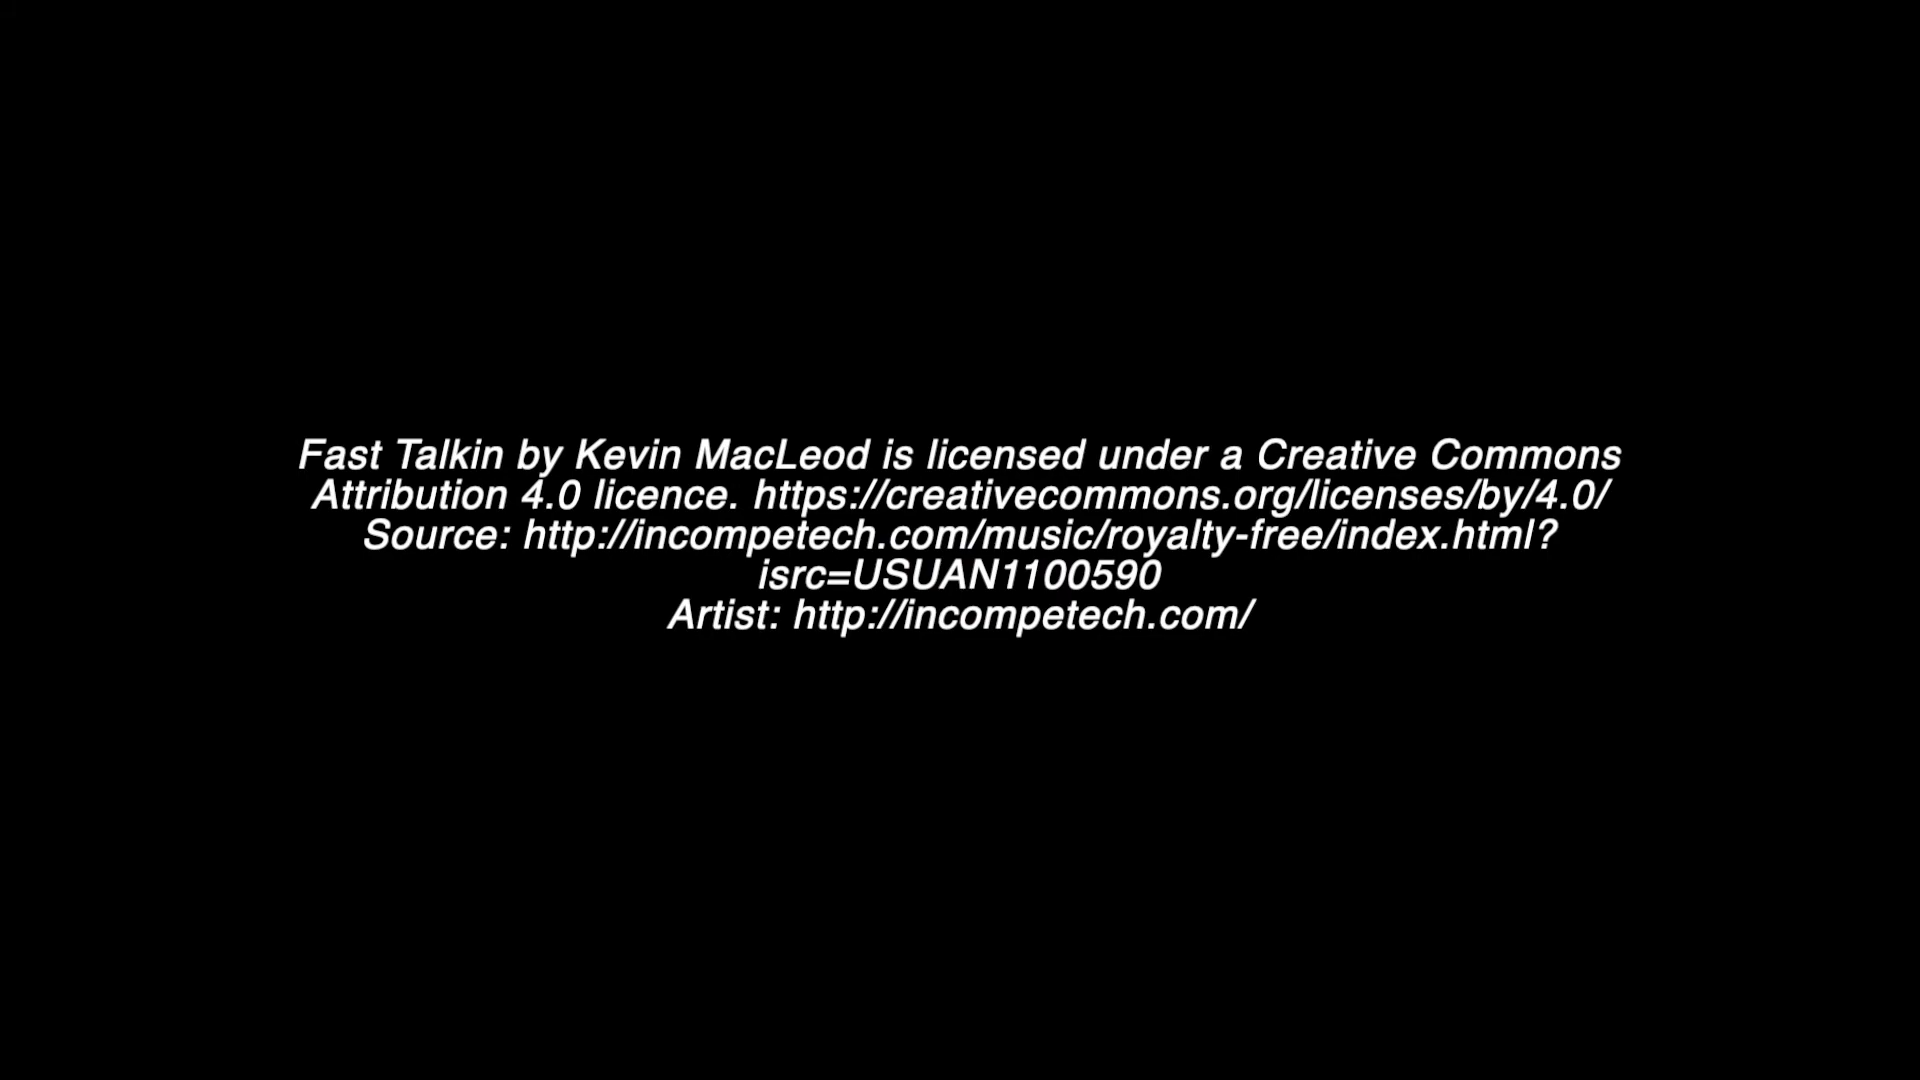 Fast Talkin by Kevin MacLeod is licensed under a Creative Commons
Attribution 4.0 licence. https://creativecommons.org/licenses/by/4.0/
Source: http://incompetech.com/music/royalty-free/index.html?
isrc=USUAN1100590
Artist: http://incompetech.com/